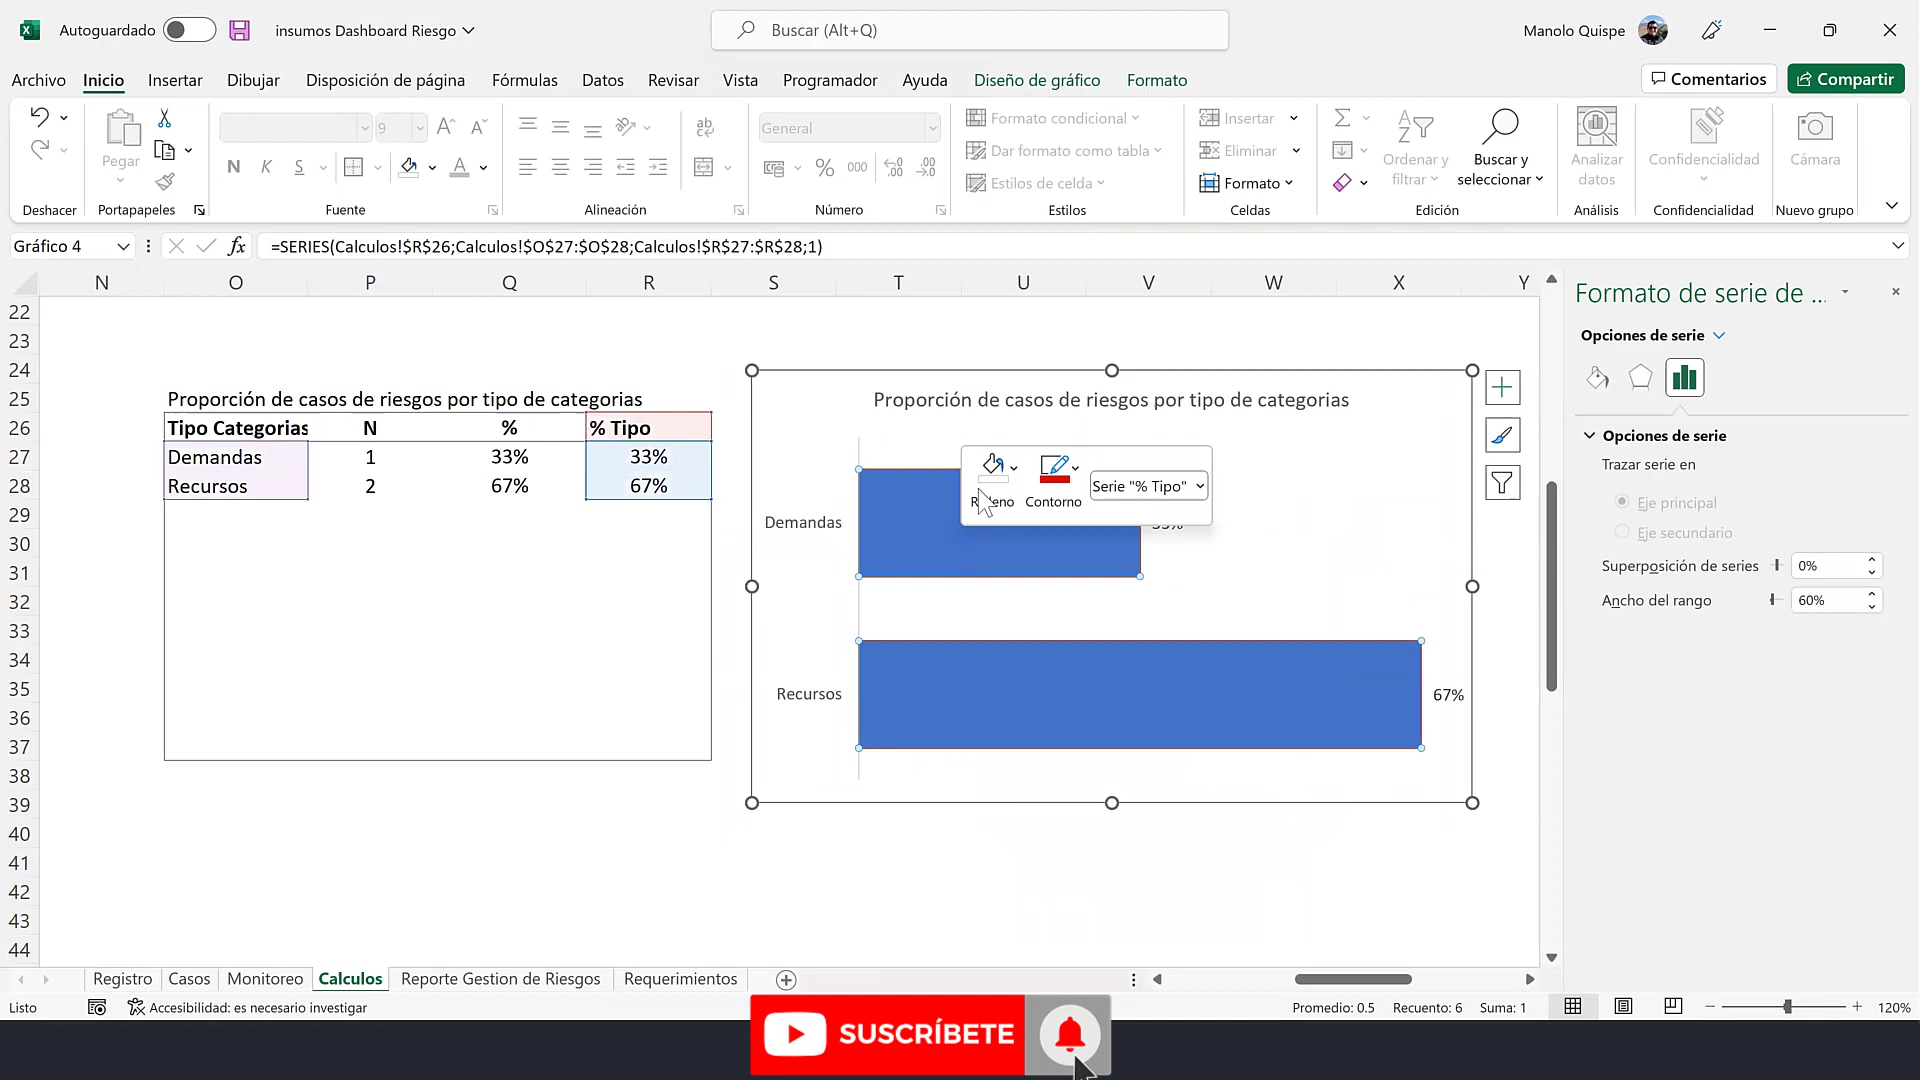 Autoguardado
insumos Dashboard Riesgo
Buscar (Alt+Q)
Manolo Quispe
Archivo Inicio Insertar Dibujar Disposición de página Fórmulas Datos Revisar Vista Programador Ayuda Diseño de gráfico Formato
Comentarios
Compartir
Pegar
9
General
N K S
ab
% 000
Formato condicional
Dar formato como tabla
Estilos de celda
Insertar
Eliminar
Formato
Ordenar y
filtrar
Buscar y
seleccionar
Analizar
datos
Confidencialidad
Cámara
Deshacer Portapapeles Fuente Alineación Número Estilos Celdas Edición Análisis Confidencialidad Nuevo grupo
Gráfico 4
fx
=SERIES(Calculos!$R$26;Calculos!$O$27:$O$28;Calculos!$R$27:$R$28;1)
N O P Q R S T U V W X Y
22
23
24
25 Proporción de casos de riesgos por tipo de categorias
26 Tipo Categorias N % % Tipo
27 Demandas 1 33% 33%
28 Recursos 2 67% 67%
29
30
31
32
33
34
35
36
37
38
39
40
41
42
43
44
Proporción de casos de riesgos por tipo de categorias
Contorno
Serie "% Tipo"
Demandas
33%
Recursos
67%
Formato de serie de ...
Opciones de serie
Opciones de serie
Trazar serie en
Eje principal
Eje secundario
Superposición de series 0%
Ancho del rango 60%
Registro Casos Monitoreo Calculos Reporte Gestion de Riesgos Requerimientos
Listo
Accesibilidad: es necesario investigar
Promedio: 0.5 Recuento: 6 Suma: 1
120%
SUSCRÍBETE